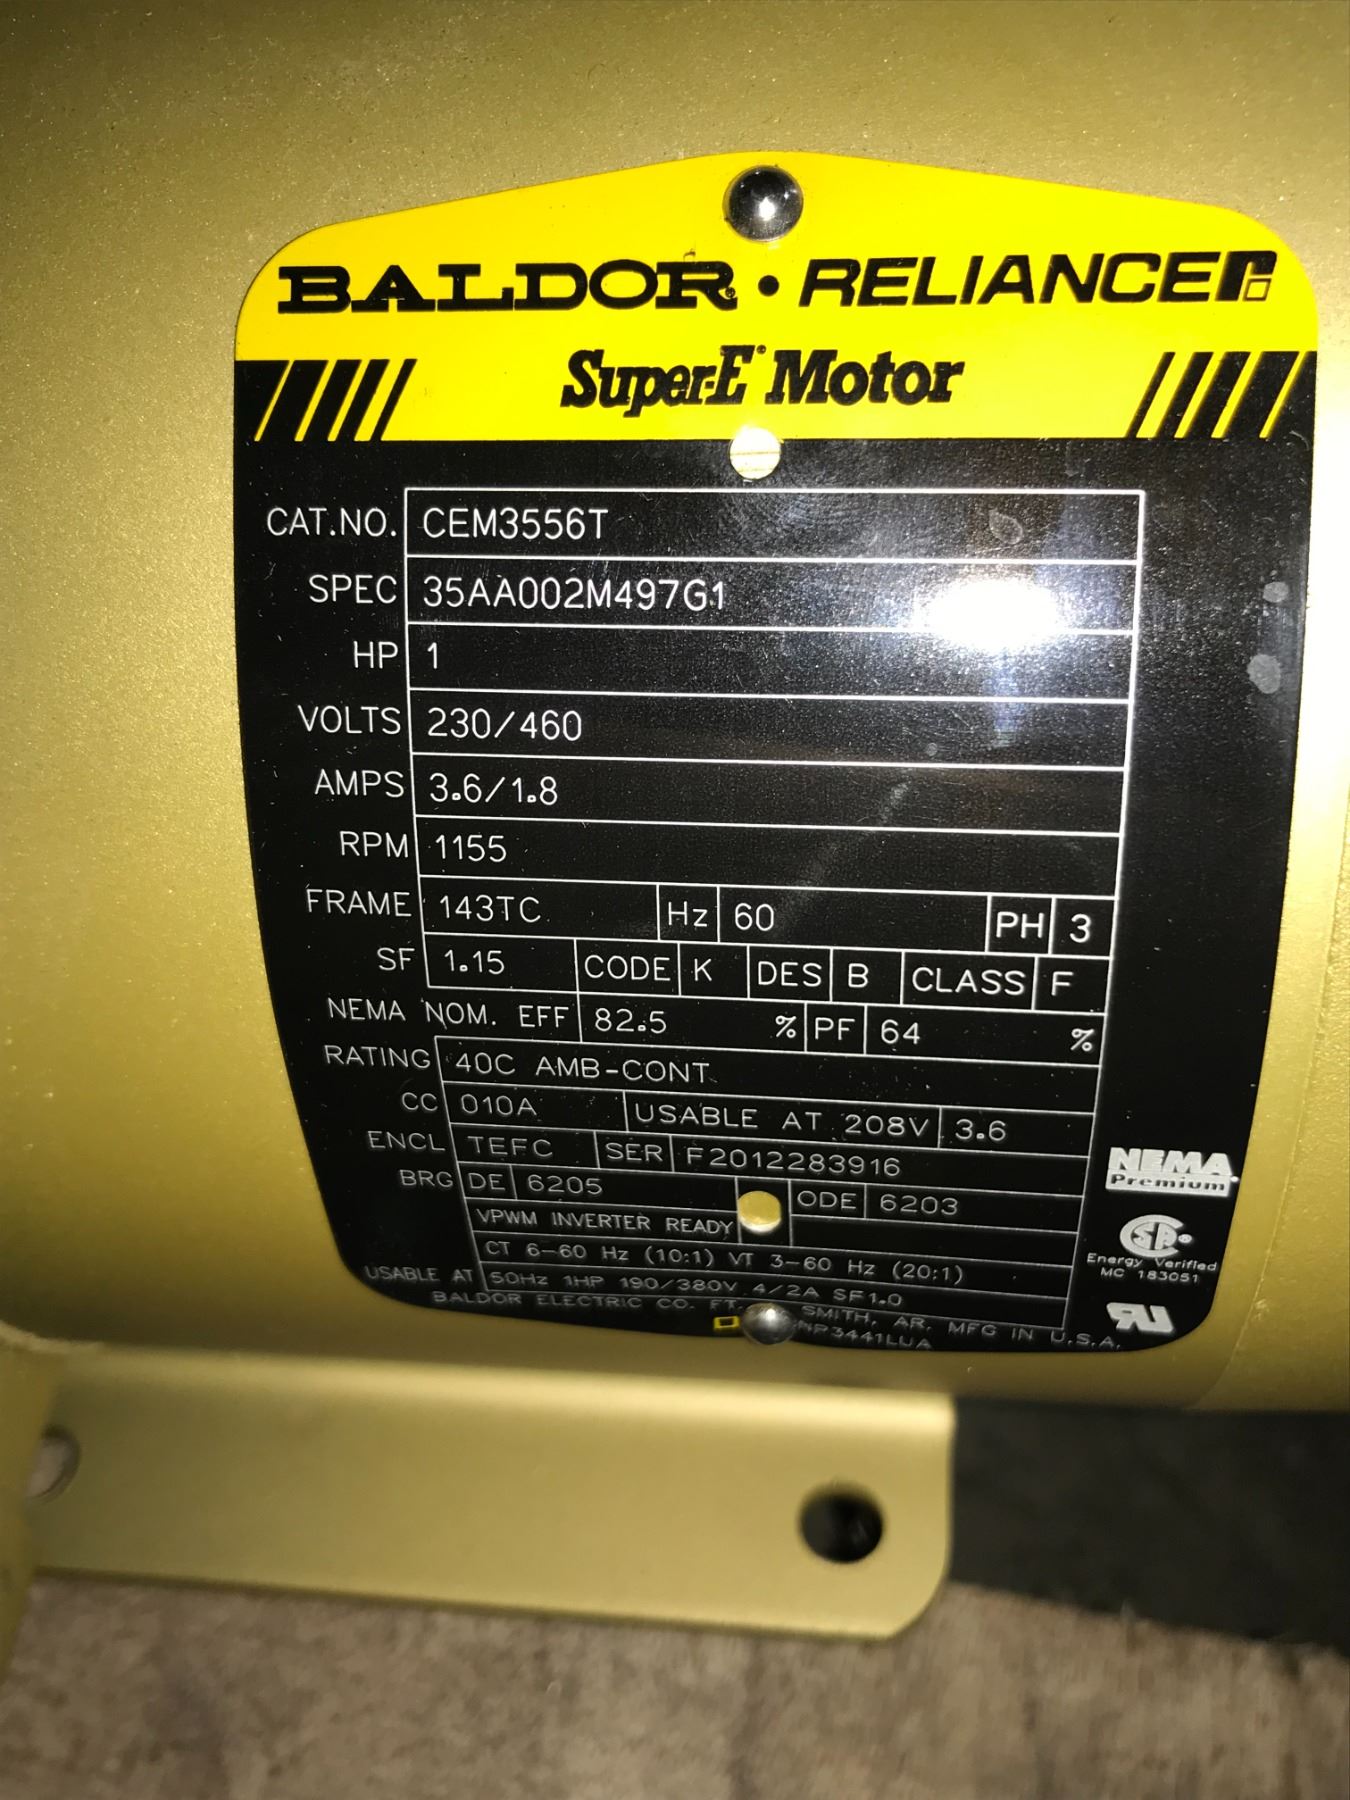 BALDOR • RELIANCE
Super-E Motor
CAT.NO. CEM3556T
SPEC 35AA002M497G1
HP 1
VOLTS 230/460
AMPS 3.6/1.8
RPM 1155
FRAME 143TC Hz 60 PH 3
SF 1.15 CODE K DES B CLASS F
NEMA NOM. EFF 82.5 % PF 64 %
RATING 40C AMB-CONT
CC 010A USABLE AT 208V 3.6
ENCL TEFC SER F2012283916
BRG DE 6205 ODE 6203
VPWM INVERTER READY
CT 6-60 Hz (10:1) VT 3-60 Hz (20:1)
USABLE AT 50Hz 1HP 190/380V 4/2A SF1.0
BALDOR ELECTRIC CO. FT. SMITH, AR. MFG IN U.S.A.
NP3441LUA
NEMA
Premium
SA
Energy Verified
MC 183051
RU